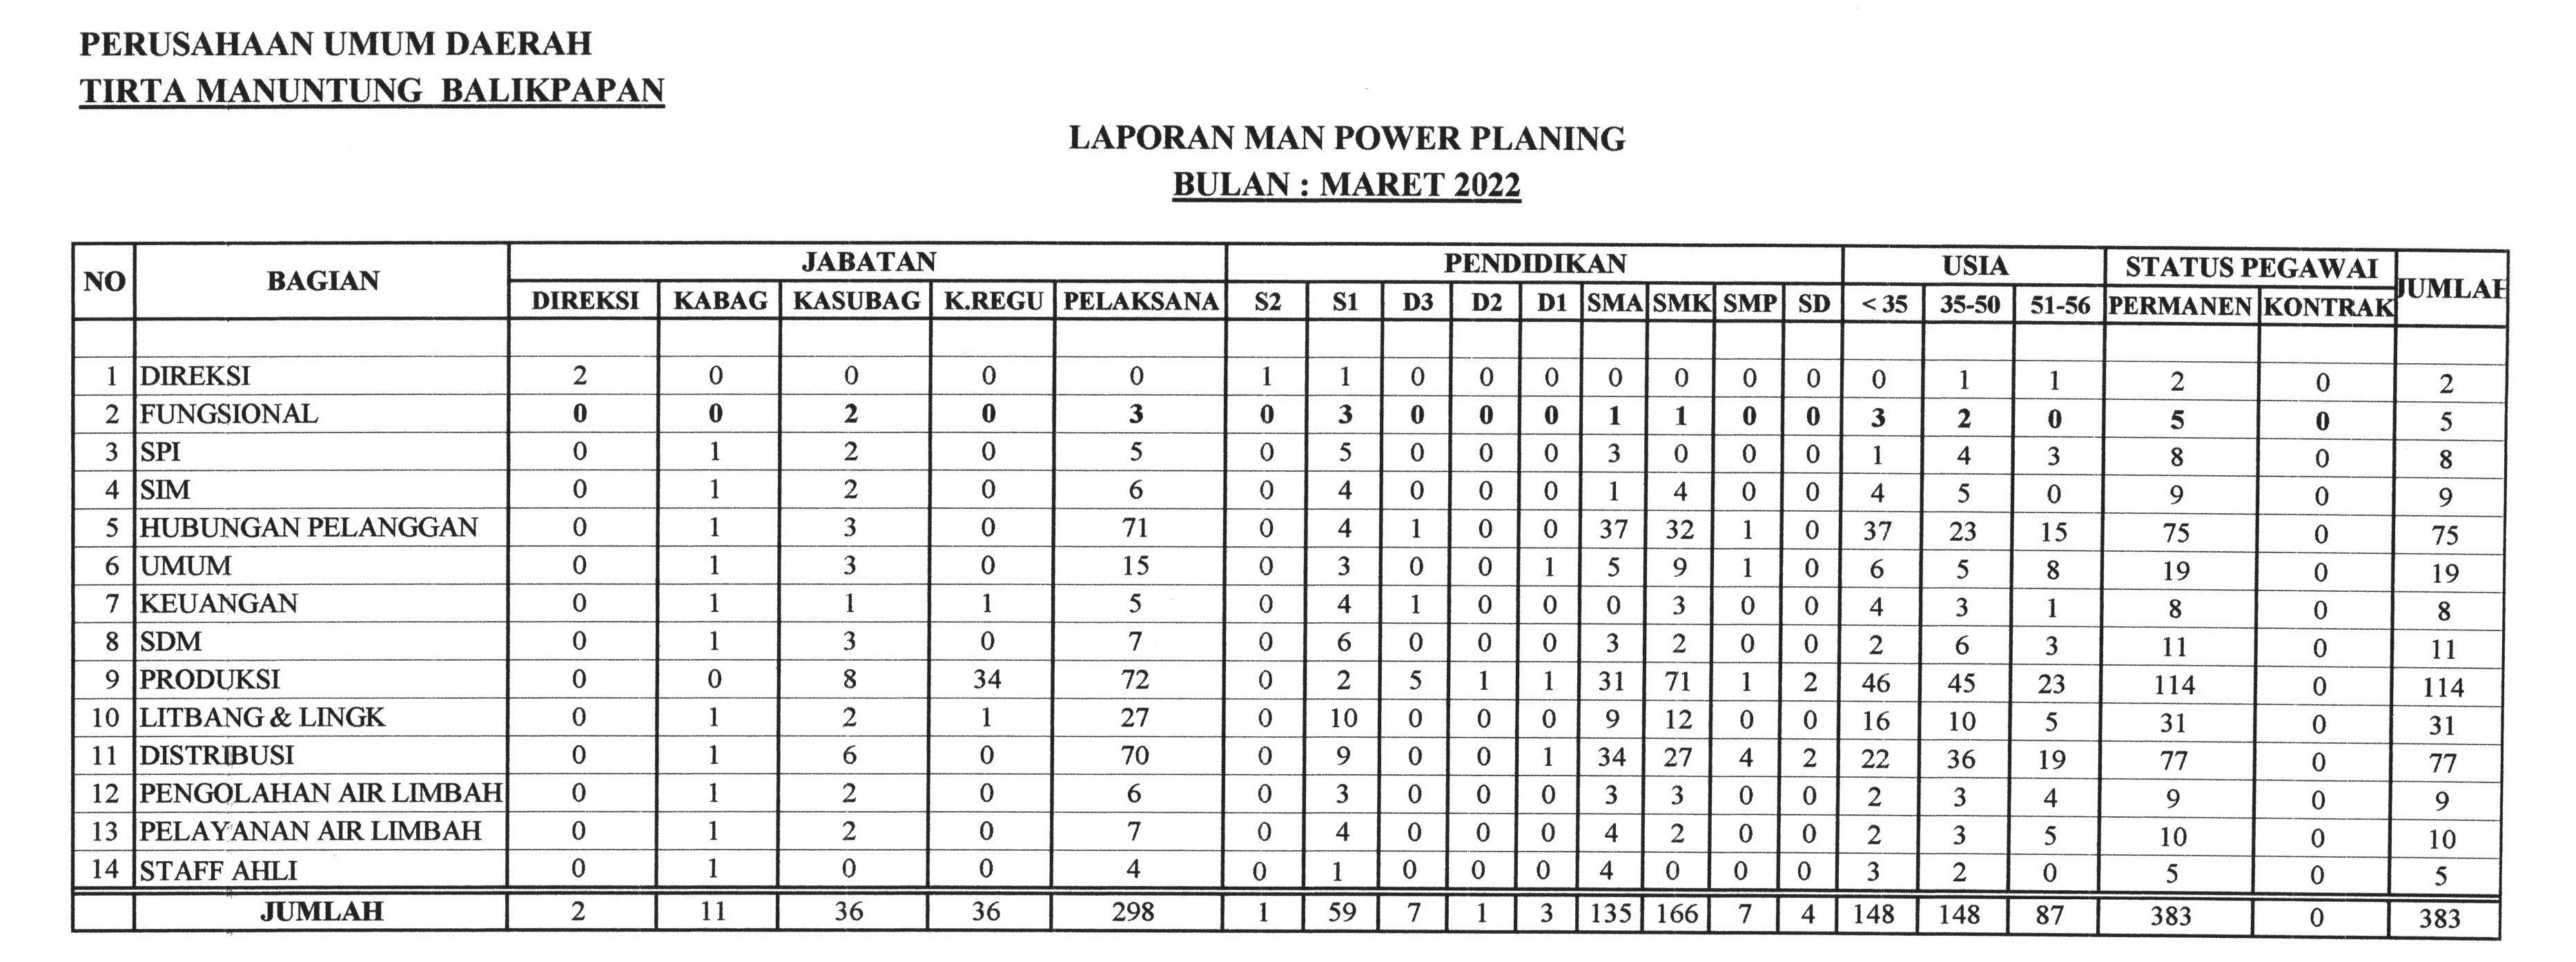 PERUSAHAAN UMUM DAERAH
TIRTA MANUNTUNG BALIKPAPAN
LAPORAN MAN POWER PLANING
BULAN : MARET 2022
NO BAGIAN JABATAN PENDIDIKAN USIA STATUS PEGAWAI JUMLAH
DIREKSI KABAG KASUBAG K.REGU PELAKSANA S2 S1 D3 D2 D1 SMA SMK SMP SD < 35 35-50 51-56 PERMANEN KONTRAK
1 DIREKSI 2 0 0 0 0 1 1 0 0 0 0 0 0 0 0 1 1 2 0 2
2 FUNGSIONAL 0 0 2 0 3 0 3 0 0 0 1 1 0 0 3 2 0 5 0 5
3 SPI 0 1 2 0 5 0 5 0 0 0 3 0 0 0 1 4 3 8 0 8
4 SIM 0 1 2 0 6 0 4 0 0 0 1 4 0 0 4 5 0 9 0 9
5 HUBUNGAN PELANGGAN 0 1 3 0 71 0 4 1 0 0 37 32 1 0 37 23 15 75 0 75
6 UMUM 0 1 3 0 15 0 3 0 0 1 5 9 1 0 6 5 8 19 0 19
7 KEUANGAN 0 1 1 1 5 0 4 1 0 0 0 3 0 0 4 3 1 8 0 8
8 SDM 0 1 3 0 7 0 6 0 0 0 3 2 0 0 2 6 3 11 0 11
9 PRODUKSI 0 0 8 34 72 0 2 5 1 1 31 71 1 2 46 45 23 114 0 114
10 LITBANG & LINGK 0 1 2 1 27 0 10 0 0 0 9 12 0 0 16 10 5 31 0 31
11 DISTRIBUSI 0 1 6 0 70 0 9 0 0 1 34 27 4 2 22 36 19 77 0 77
12 PENGOLAHAN AIR LIMBAH 0 1 2 0 6 0 3 0 0 0 3 3 0 0 2 3 4 9 0 9
13 PELAYANAN AIR LIMBAH 0 1 2 0 7 0 4 0 0 0 4 2 0 0 2 3 5 10 0 10
14 STAFF AHLI 0 1 0 0 4 0 1 0 0 0 4 0 0 0 3 2 0 5 0 5
JUMLAH 2 11 36 36 298 1 59 7 1 3 135 166 7 4 148 148 87 383 0 383